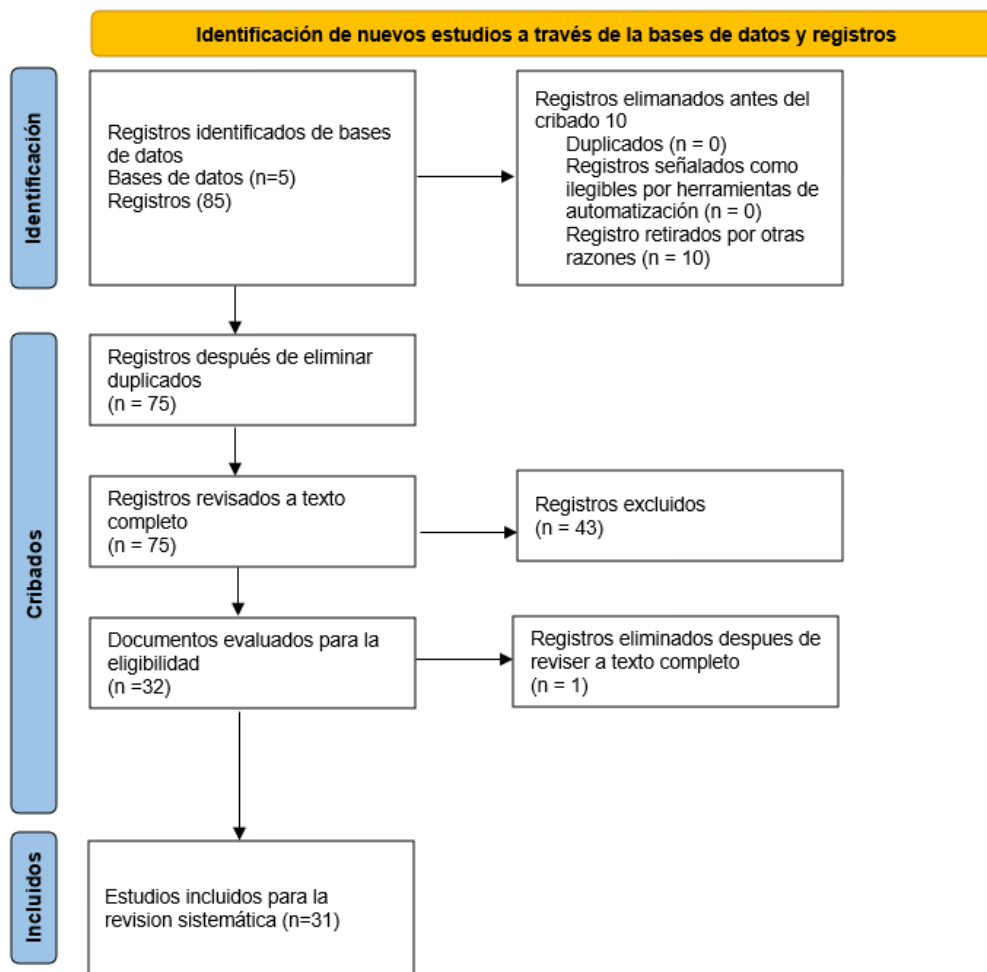 Identificación de nuevos estudios a través de la bases de datos y registros
Identificación
Registros identificados de bases
de datos
Bases de datos (n=5)
Registros (85)
Registros elimanados antes del
cribado 10
Duplicados (n = 0)
Registros señalados como
ilegibles por herramientas de
automatización (n = 0)
Registro retirados por otras
razones (n = 10)
Cribados
Registros después de eliminar
duplicados
(n = 75)
Registros revisados a texto
completo
(n = 75)
Registros excluidos
(n = 43)
Documentos evaluados para la
eligibilidad
(n =32)
Registros eliminados despues de
reviser a texto completo
(n = 1)
Incluidos
Estudios incluidos para la
revision sistemática (n=31)